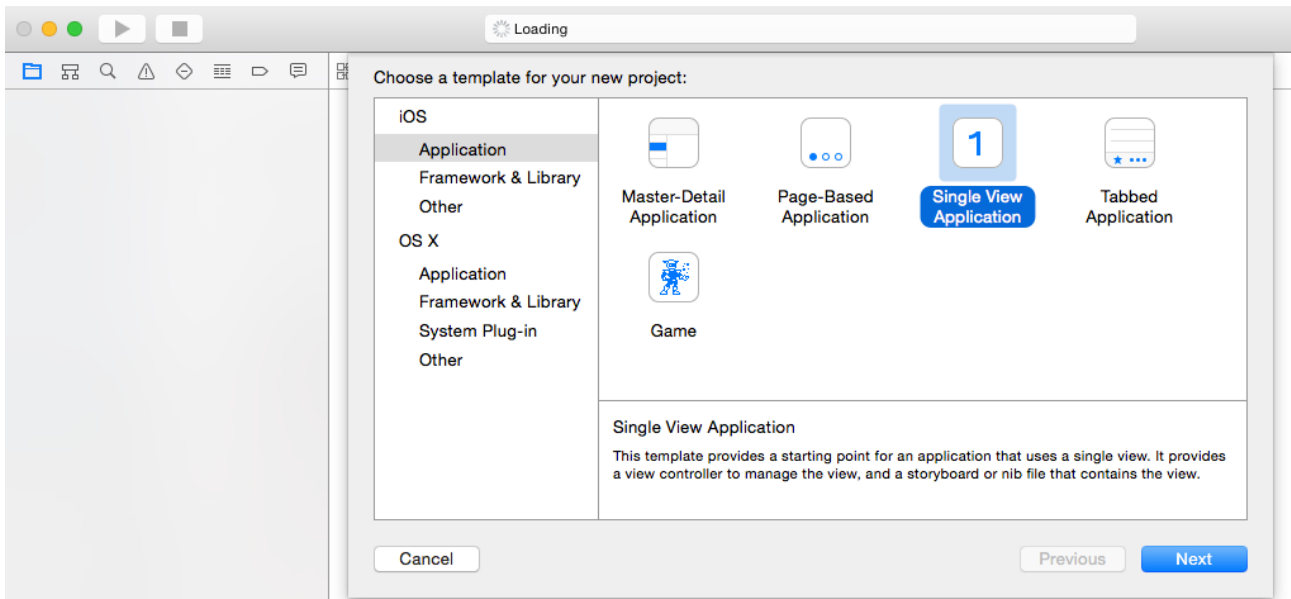 Loading
Choose a template for your new project:
iOS
Application
Framework & Library
Other
OS X
Application
Framework & Library
System Plug-in
Other
Master-Detail
Application
Page-Based
Application
1
Single View
Application
Tabbed
Application
Game
Single View Application
This template provides a starting point for an application that uses a single view. It provides
a view controller to manage the view, and a storyboard or nib file that contains the view.
Cancel
Previous
Next